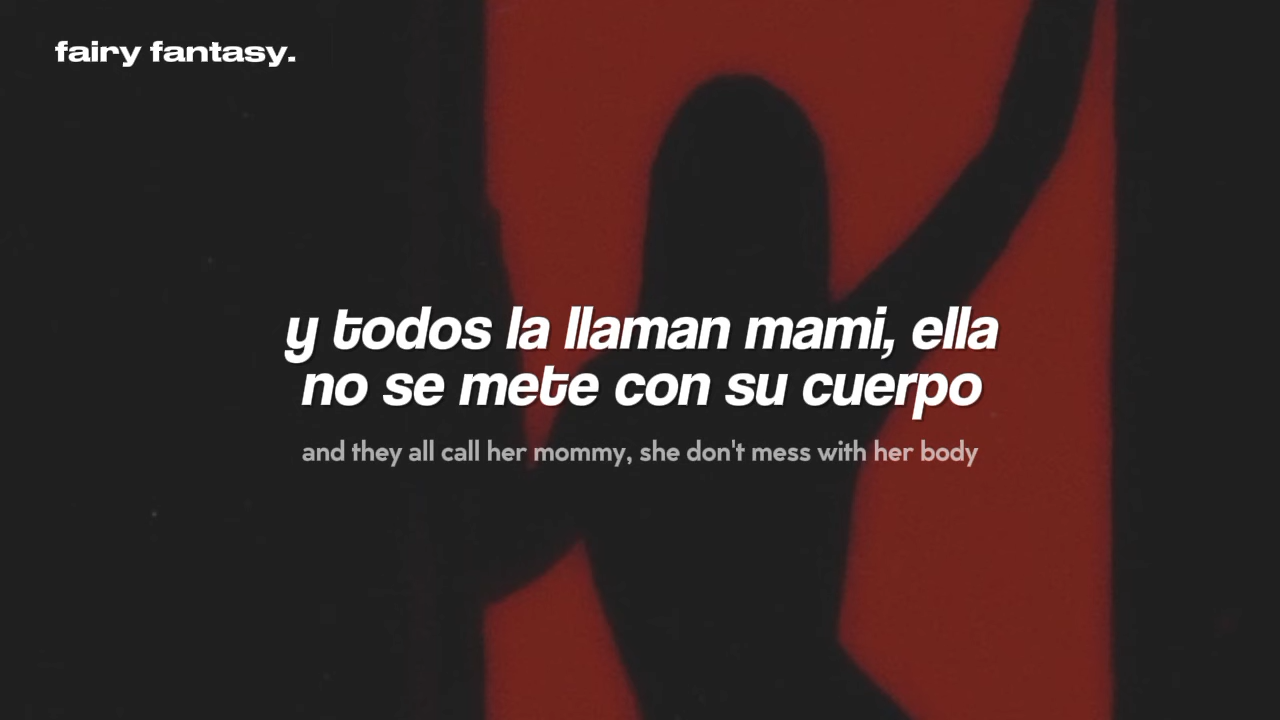 fairy fantasy.
y todos la llaman mami, ella
no se mete con su cuerpo
and they all call her mommy, she don't mess with her body